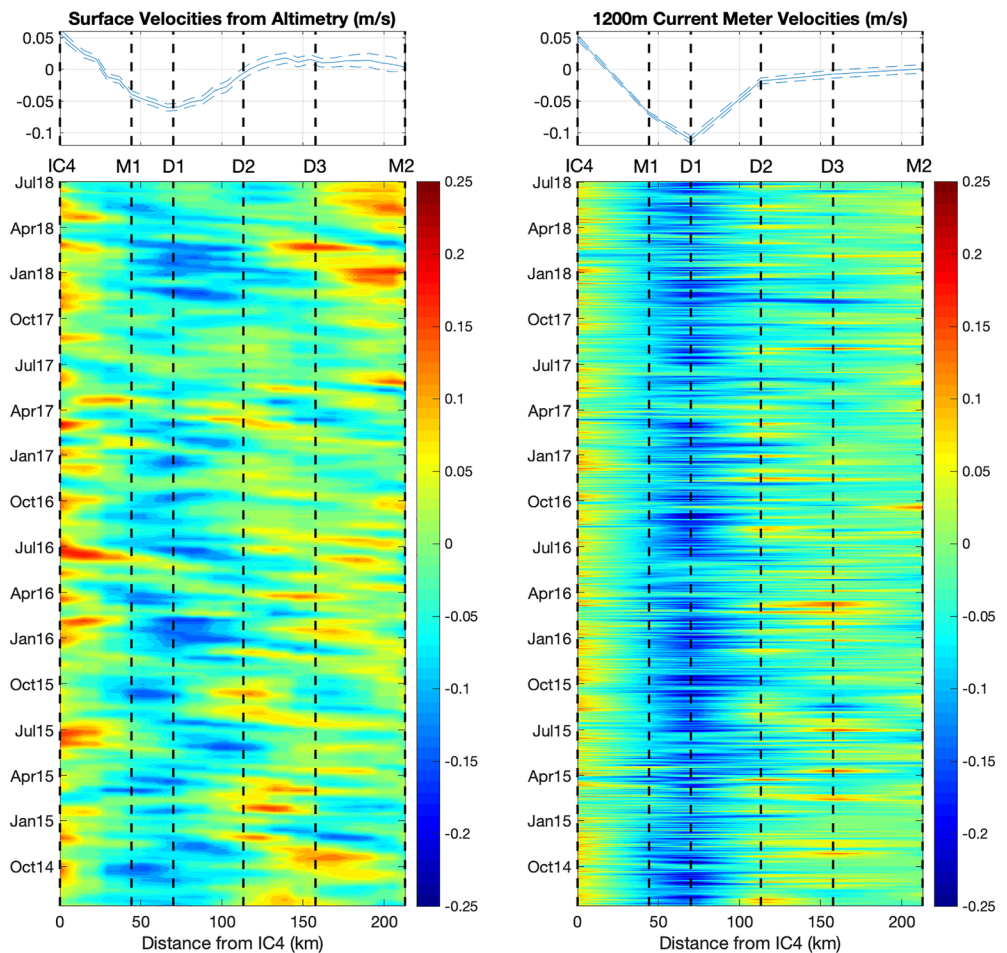 Surface Velocities from Altimetry (m/s)
0.05
0
-0.05
-0.1
IC4 M1 D1 D2 D3 M2
Jul18
Apr18
Jan18
Oct17
Jul17
Apr17
Jan17
Oct16
Jul16
Apr16
Jan16
Oct15
Jul15
Apr15
Jan15
Oct14
0 50 100 150 200
Distance from IC4 (km)
0.25
0.2
0.15
0.1
0.05
0
-0.05
-0.1
-0.15
-0.2
-0.25
1200m Current Meter Velocities (m/s)
0.05
0
-0.05
-0.1
IC4 M1 D1 D2 D3 M2
Jul18
Apr18
Jan18
Oct17
Jul17
Apr17
Jan17
Oct16
Jul16
Apr16
Jan16
Oct15
Jul15
Apr15
Jan15
Oct14
0 50 100 150 200
Distance from IC4 (km)
0.25
0.2
0.15
0.1
0.05
0
-0.05
-0.1
-0.15
-0.2
-0.25